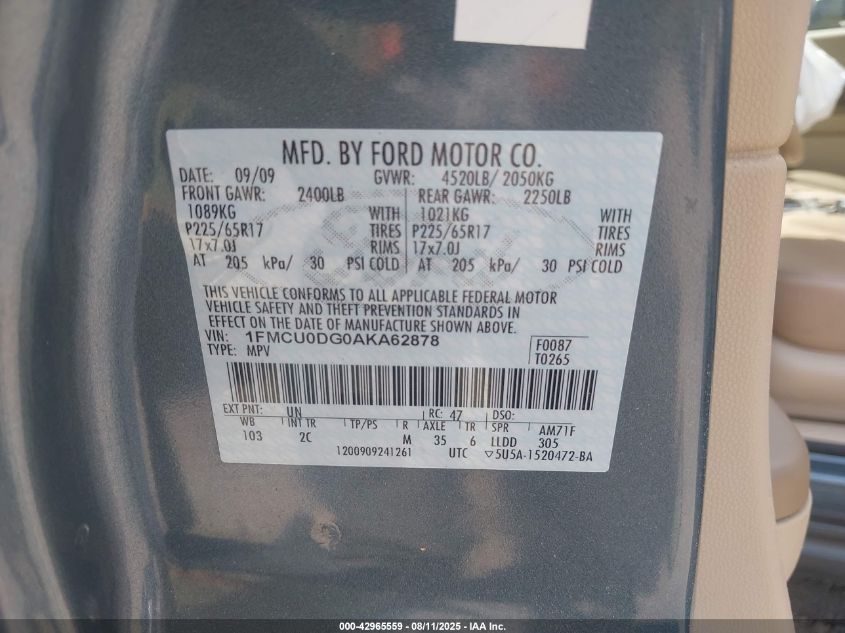 MFD. BY FORD MOTOR CO.
DATE: 09/09 GVWR: 4520LB/ 2050KG
FRONT GAWR: 2400LB REAR GAWR: 2250LB
1089KG WITH 1021KG WITH
P225/65R17 TIRES P225/65R17 TIRES
17x7.0J RIMS 17x7.0J RIMS
AT 205 kPa/ 30 PSI COLD AT 205 kPa/ 30 PSI COLD
THIS VEHICLE CONFORMS TO ALL APPLICABLE FEDERAL MOTOR
VEHICLE SAFETY AND THEFT PREVENTION STANDARDS IN
EFFECT ON THE DATE OF MANUFACTURE SHOWN ABOVE.
VIN: 1FMCU0DG0AKA62878 F0087
TYPE: MPV T0265
EXT PNT: UN RC: 47 DSO:
WB INT TR TP/PS R AXLE TR SPR AM71F
103 2C M 35 6 LLDD 305
1200909241261 UTC ▽5U5A-1520472-BA
000-42965559 - 08/11/2025 - IAA Inc.